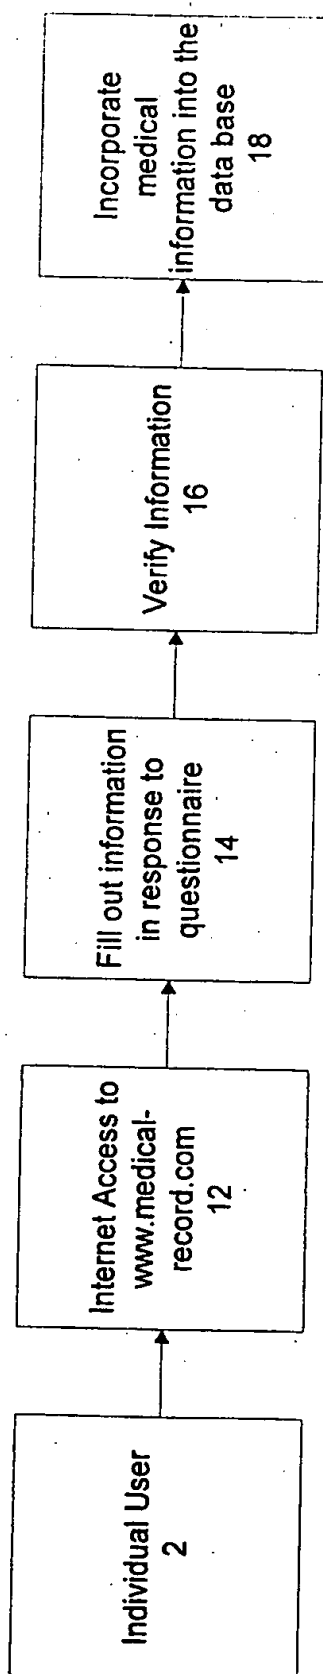 Individual User
2
Internet Access to
www.medical-
record.com
12
Fill out information
in response to
questionnaire
14
Verify Information
16
Incorporate
medical
information into the
data base
18